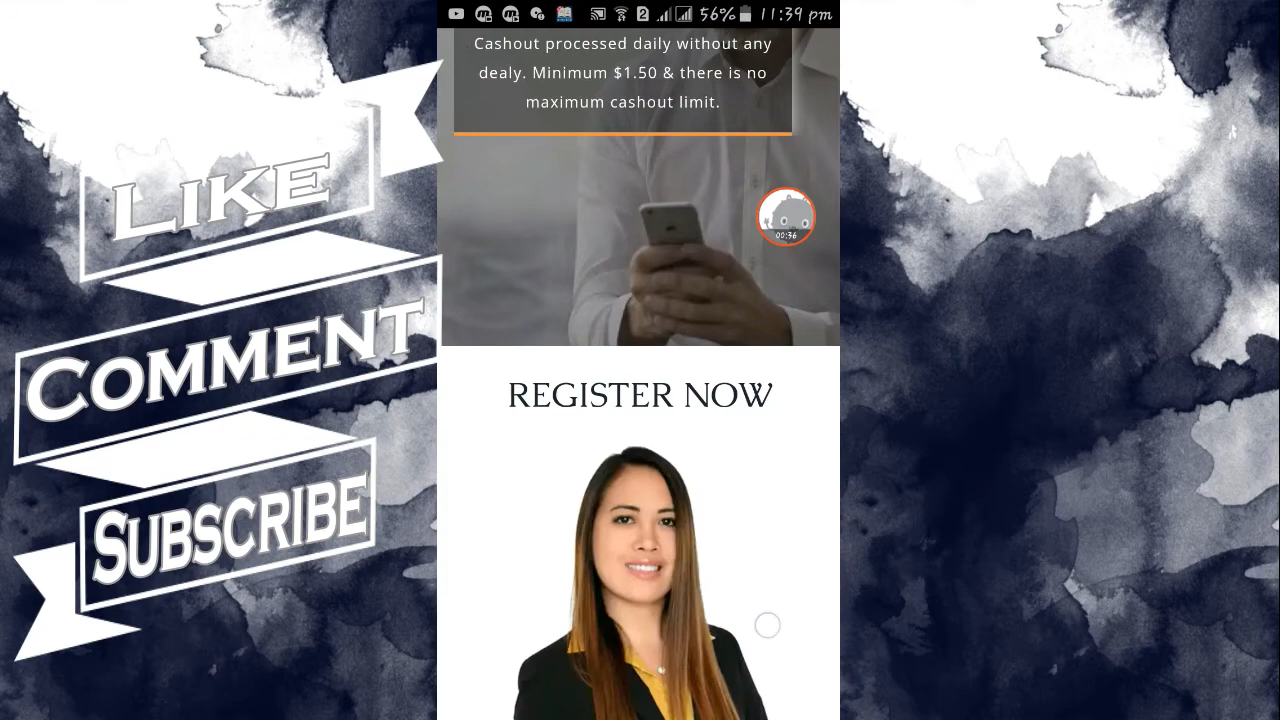 2 56% 11:39 pm
Cashout processed daily without any
dealy. Minimum $1.50 & there is no
maximum cashout limit.
00:36
REGISTER NOW
LIKE
COMMENT
SUBSCRIBE